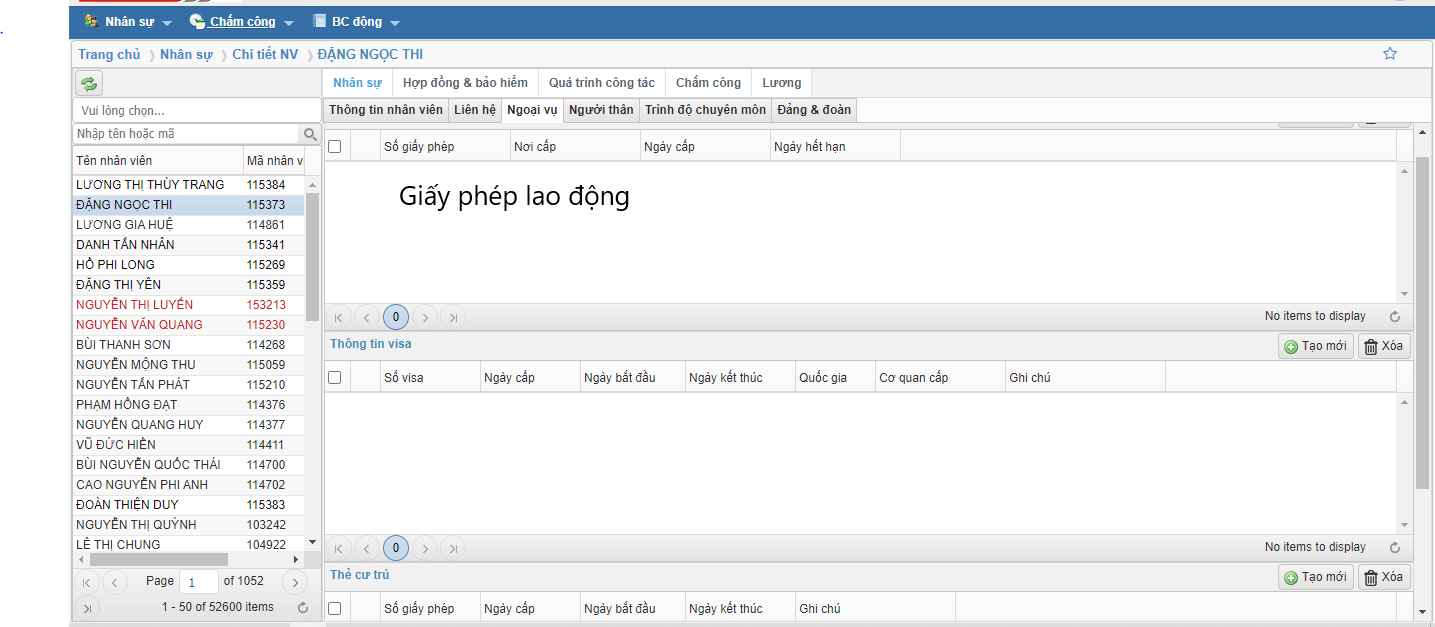 Nhân sự Chấm công BC động
Trang chủ Nhân sự Chi tiết NV ĐẶNG NGỌC THI
Nhân sự Hợp đồng & bảo hiểm Quá trình công tác Chấm công Lương
Thông tin nhân viên Liên hệ Ngoại vụ Người thân Trình độ chuyên môn Đảng & đoàn
Vui lòng chọn...
Nhập tên hoặc mã
Tên nhân viên Mã nhân v
LƯƠNG THỊ THÙY TRANG 115384
ĐẶNG NGỌC THI 115373
LƯƠNG GIA HUỆ 114861
DANH TẤN NHÂN 115341
HỒ PHI LONG 115269
ĐẶNG THỊ YÊN 115359
NGUYỄN THỊ LUYẾN 153213
NGUYỄN VĂN QUANG 115230
BÙI THANH SƠN 114268
NGUYỄN MỘNG THU 115059
NGUYỄN TẤN PHÁT 115210
PHẠM HỒNG ĐẠT 114376
NGUYỄN QUANG HUY 114377
VŨ ĐỨC HIỀN 114411
BÙI NGUYỄN QUỐC THÁI 114700
CAO NGUYỄN PHI ANH 114702
ĐOÀN THIỆN DUY 115383
NGUYỄN THỊ QUỲNH 103242
LÊ THỊ CHUNG 104922
Page 1 of 1052
1 - 50 of 52600 items
Số giấy phép Nơi cấp Ngày cấp Ngày hết hạn
Giấy phép lao động
0 No items to display
Thông tin visa Tạo mới Xóa
Số visa Ngày cấp Ngày bắt đầu Ngày kết thúc Quốc gia Cơ quan cấp Ghi chú
0 No items to display
Thẻ cư trú Tạo mới Xóa
Số giấy phép Ngày cấp Ngày bắt đầu Ngày kết thúc Ghi chú